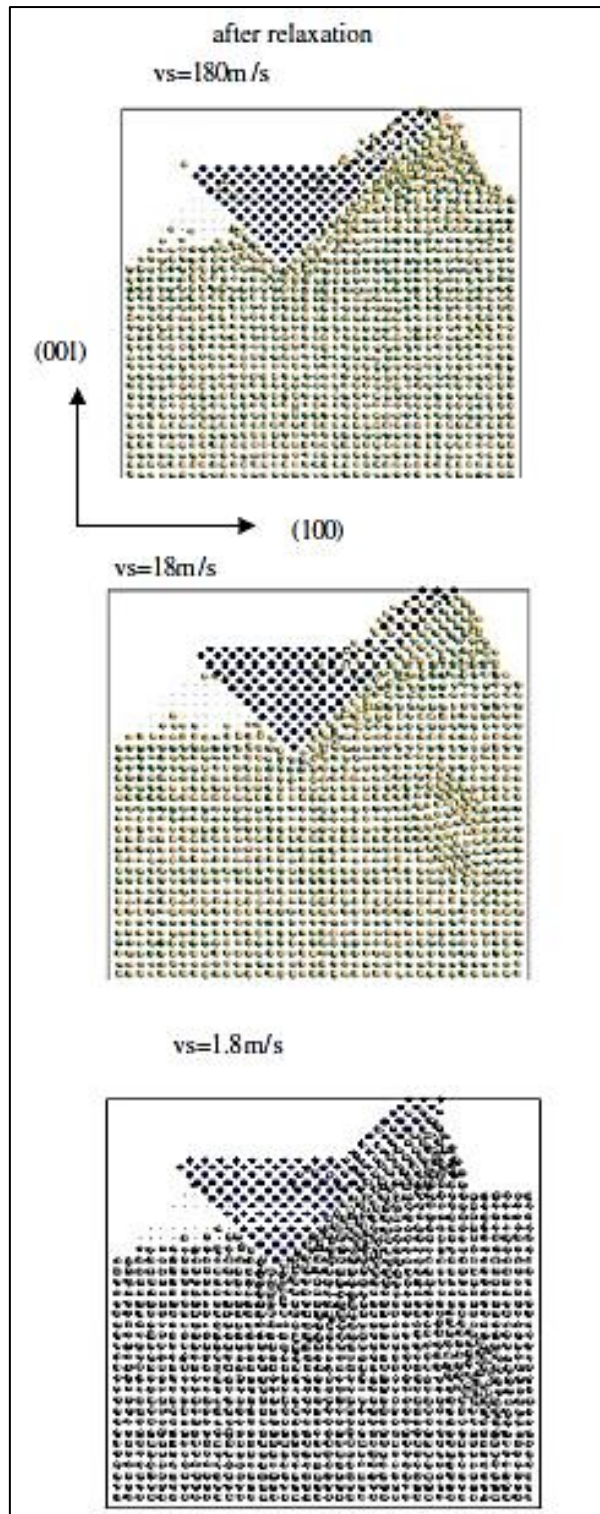 after relaxation
vs=180m/s
(001)
(100)
vs=18m/s
vs=1.8m/s